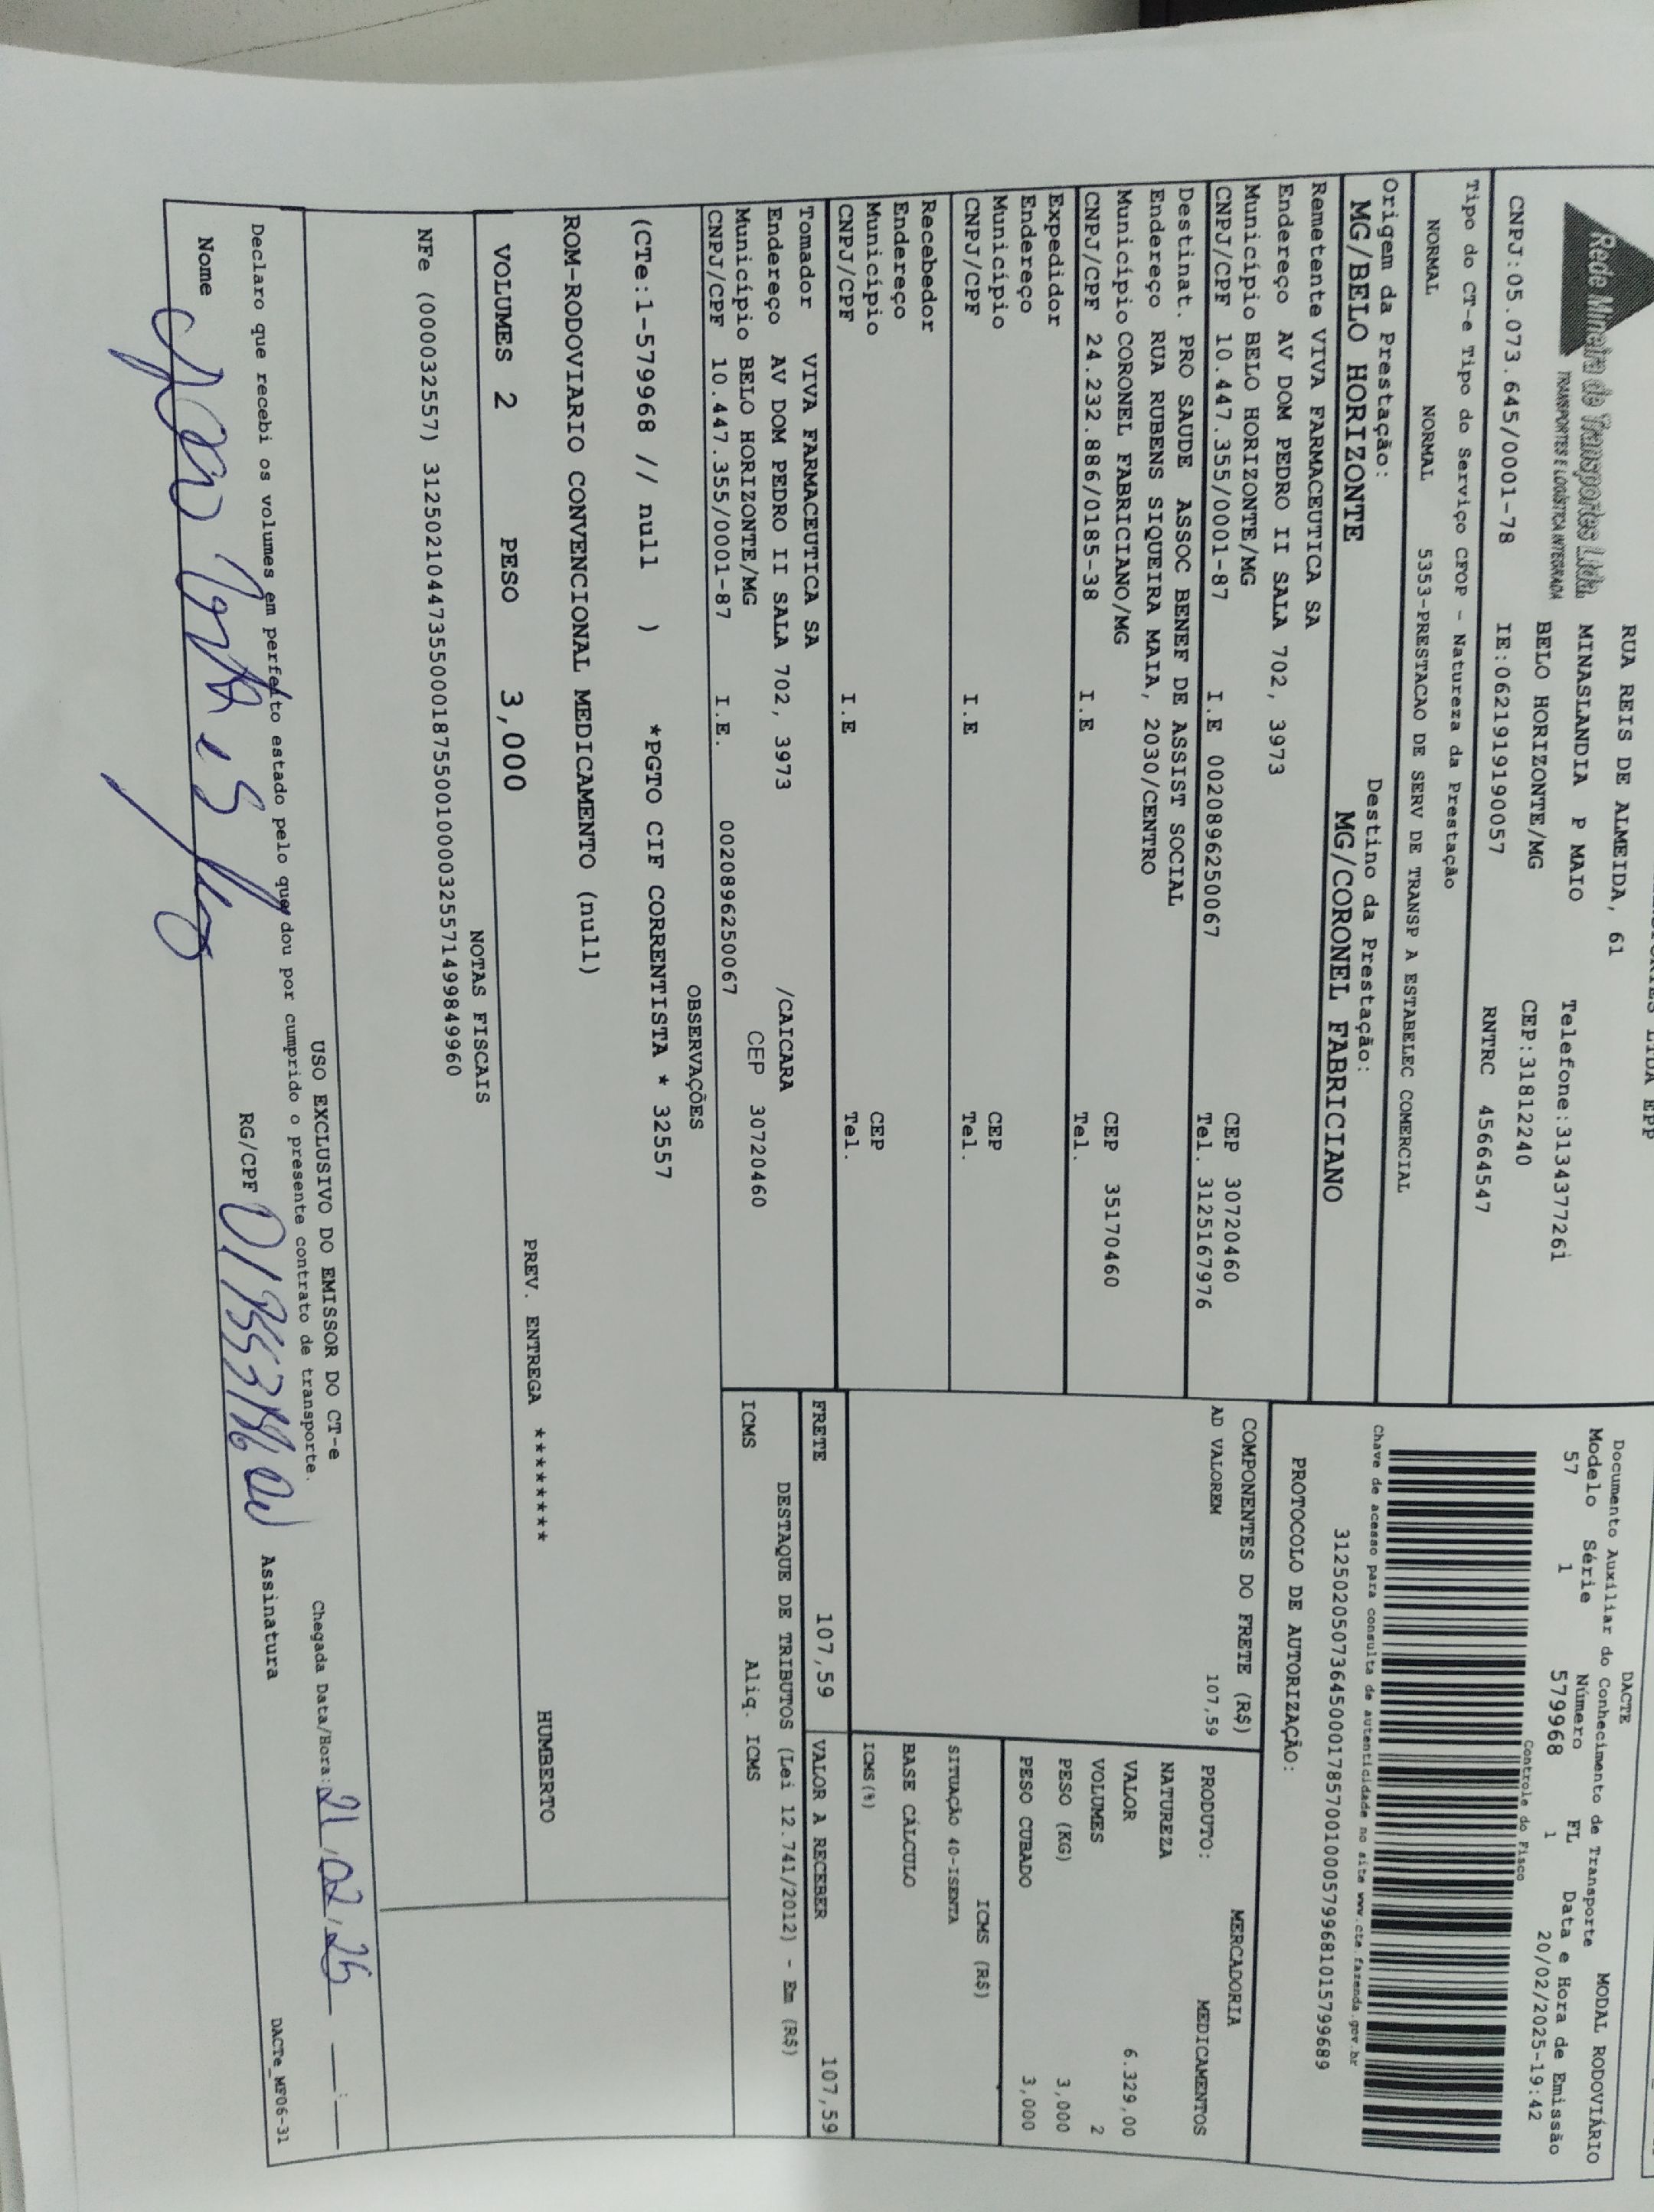 Rede Mineira de Transportes Ltda.
TRANSPORTES E LOGÍSTICA INTEGRADA
LTDA EPP
RUA REIS DE ALMEIDA, 61
MINASLANDIA P MAIO Telefone:3134377261
BELO HORIZONTE/MG CEP:31812240
CNPJ:05.073.645/0001-78 IE:0621919190057 RNTRC 45664547
DACTE
Documento Auxiliar do Conhecimento de Transporte MODAL RODOVIÁRIO
Modelo Série Número FL Data e Hora de Emissão
57 1 579968 1 20/02/2025-19:42
Controle do Fisco
Chave de acesso para consulta de autenticidade no site www.cte.fazenda.gov.br
31250205073645000178570010005799681015799689
PROTOCOLO DE AUTORIZAÇÃO:
Tipo do CT-e Tipo do Serviço CFOP - Natureza da Prestação
NORMAL NORMAL 5353-PRESTACAO DE SERV DE TRANSP A ESTABELEC COMERCIAL
Origem da Prestação: Destino da Prestação:
MG/BELO HORIZONTE MG/CORONEL FABRICIANO
Remetente VIVA FARMACEUTICA SA
Endereço AV DOM PEDRO II SALA 702, 3973
Município BELO HORIZONTE/MG CEP 30720460
CNPJ/CPF 10.447.355/0001-87 I.E 0020896250067 Tel. 3125167976
Destinat. PRO SAUDE ASSOC BENEF DE ASSIST SOCIAL
Endereço RUA RUBENS SIQUEIRA MAIA, 2030/CENTRO
Município CORONEL FABRICIANO/MG CEP 35170460
CNPJ/CPF 24.232.886/0185-38 I.E Tel.
Expedidor
Endereço
Município CEP
CNPJ/CPF I.E Tel.
Recebedor
Endereço
Município CEP
CNPJ/CPF I.E Tel.
Tomador VIVA FARMACEUTICA SA
Endereço AV DOM PEDRO II SALA 702, 3973 /CAICARA
Município BELO HORIZONTE/MG CEP 30720460
CNPJ/CPF 10.447.355/0001-87 I.E. 0020896250067
COMPONENTES DO FRETE (R$)
AD VALOREM 107,59
MERCADORIA
PRODUTO: MEDICAMENTOS
NATUREZA
VALOR 6.329,00
VOLUMES 2
PESO (KG) 3,000
PESO CUBADO 3,000
ICMS (R$)
SITUAÇÃO 40-ISENTA
BASE CÁLCULO
ICMS(%)
FRETE 107,59 VALOR A RECEBER 107,59
DESTAQUE DE TRIBUTOS (Lei 12.741/2012) - Em (R$)
ICMS Aliq. ICMS
OBSERVAÇÕES
(CTe:1-579968 // null ) *PGTO CIF CORRENTISTA * 32557
ROM-RODOVIARIO CONVENCIONAL MEDICAMENTO (null)
VOLUMES 2 PESO 3,000 PREV. ENTREGA ********* HUMBERTO
NOTAS FISCAIS
NFe (000032557) 31250210447355000187550010000325571499849960
USO EXCLUSIVO DO EMISSOR DO CT-e
Declaro que recebi os volumes em perfeito estado pelo que dou por cumprido o presente contrato de transporte.
Chegada Data/Hora: 21/02/25 __:__
Nome RG/CPF Assinatura
DACTe_MF06-31